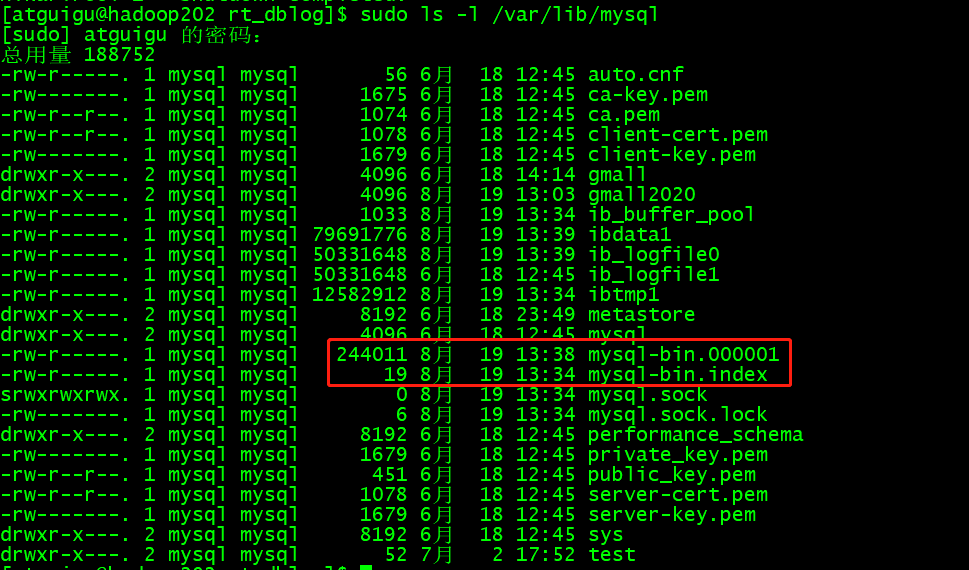 [atguigu@hadoop202 rt_dblog]$ sudo ls -l /var/lib/mysql
[sudo] atguigu 的密码:
总用量 188752
-rw-r-----. 1 mysql mysql 56 6月 18 12:45 auto.cnf
-rw-------. 1 mysql mysql 1675 6月 18 12:45 ca-key.pem
-rw-r--r--. 1 mysql mysql 1074 6月 18 12:45 ca.pem
-rw-r--r--. 1 mysql mysql 1078 6月 18 12:45 client-cert.pem
-rw-------. 1 mysql mysql 1679 6月 18 12:45 client-key.pem
drwxr-x---. 2 mysql mysql 4096 6月 18 14:14 gmall
drwxr-x---. 2 mysql mysql 4096 8月 19 13:03 gmall2020
-rw-r-----. 1 mysql mysql 1033 8月 19 13:34 ib_buffer_pool
-rw-r-----. 1 mysql mysql 79691776 8月 19 13:39 ibdata1
-rw-r-----. 1 mysql mysql 50331648 8月 19 13:39 ib_logfile0
-rw-r-----. 1 mysql mysql 50331648 6月 18 12:45 ib_logfile1
-rw-r-----. 1 mysql mysql 12582912 8月 19 13:34 ibtmp1
drwxr-x---. 2 mysql mysql 8192 6月 18 23:49 metastore
drwxr-x---. 2 mysql mysql 4096 6月 18 12:45 mysql
-rw-r-----. 1 mysql mysql 244011 8月 19 13:38 mysql-bin.000001
-rw-r-----. 1 mysql mysql 19 8月 19 13:34 mysql-bin.index
srwxrwxrwx. 1 mysql mysql 0 8月 19 13:34 mysql.sock
-rw-------. 1 mysql mysql 6 8月 19 13:34 mysql.sock.lock
drwxr-x---. 2 mysql mysql 8192 6月 18 12:45 performance_schema
-rw-------. 1 mysql mysql 1679 6月 18 12:45 private_key.pem
-rw-r--r--. 1 mysql mysql 451 6月 18 12:45 public_key.pem
-rw-r--r--. 1 mysql mysql 1078 6月 18 12:45 server-cert.pem
-rw-------. 1 mysql mysql 1679 6月 18 12:45 server-key.pem
drwxr-x---. 2 mysql mysql 8192 6月 18 12:45 sys
drwxr-x---. 2 mysql mysql 52 7月 2 17:52 test
[atguigu@hadoop202 rt_dblog]$